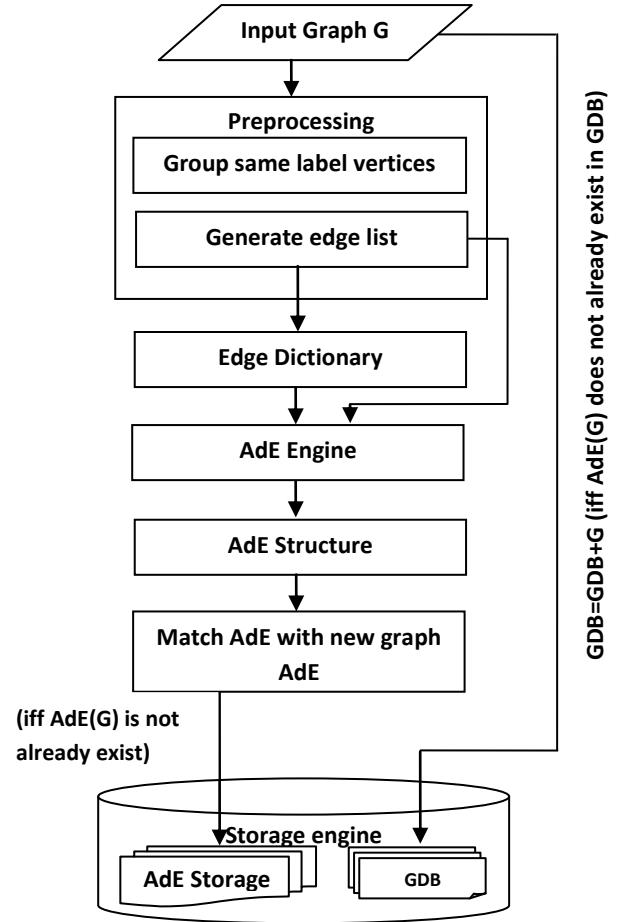 Input Graph G
Preprocessing
Group same label vertices
Generate edge list
Edge Dictionary
AdE Engine
AdE Structure
Match AdE with new graph
AdE
(iff AdE(G) is not
already exist)
GDB=GDB+G (iff AdE(G) does not already exist in GDB)
Storage engine
AdE Storage
GDB